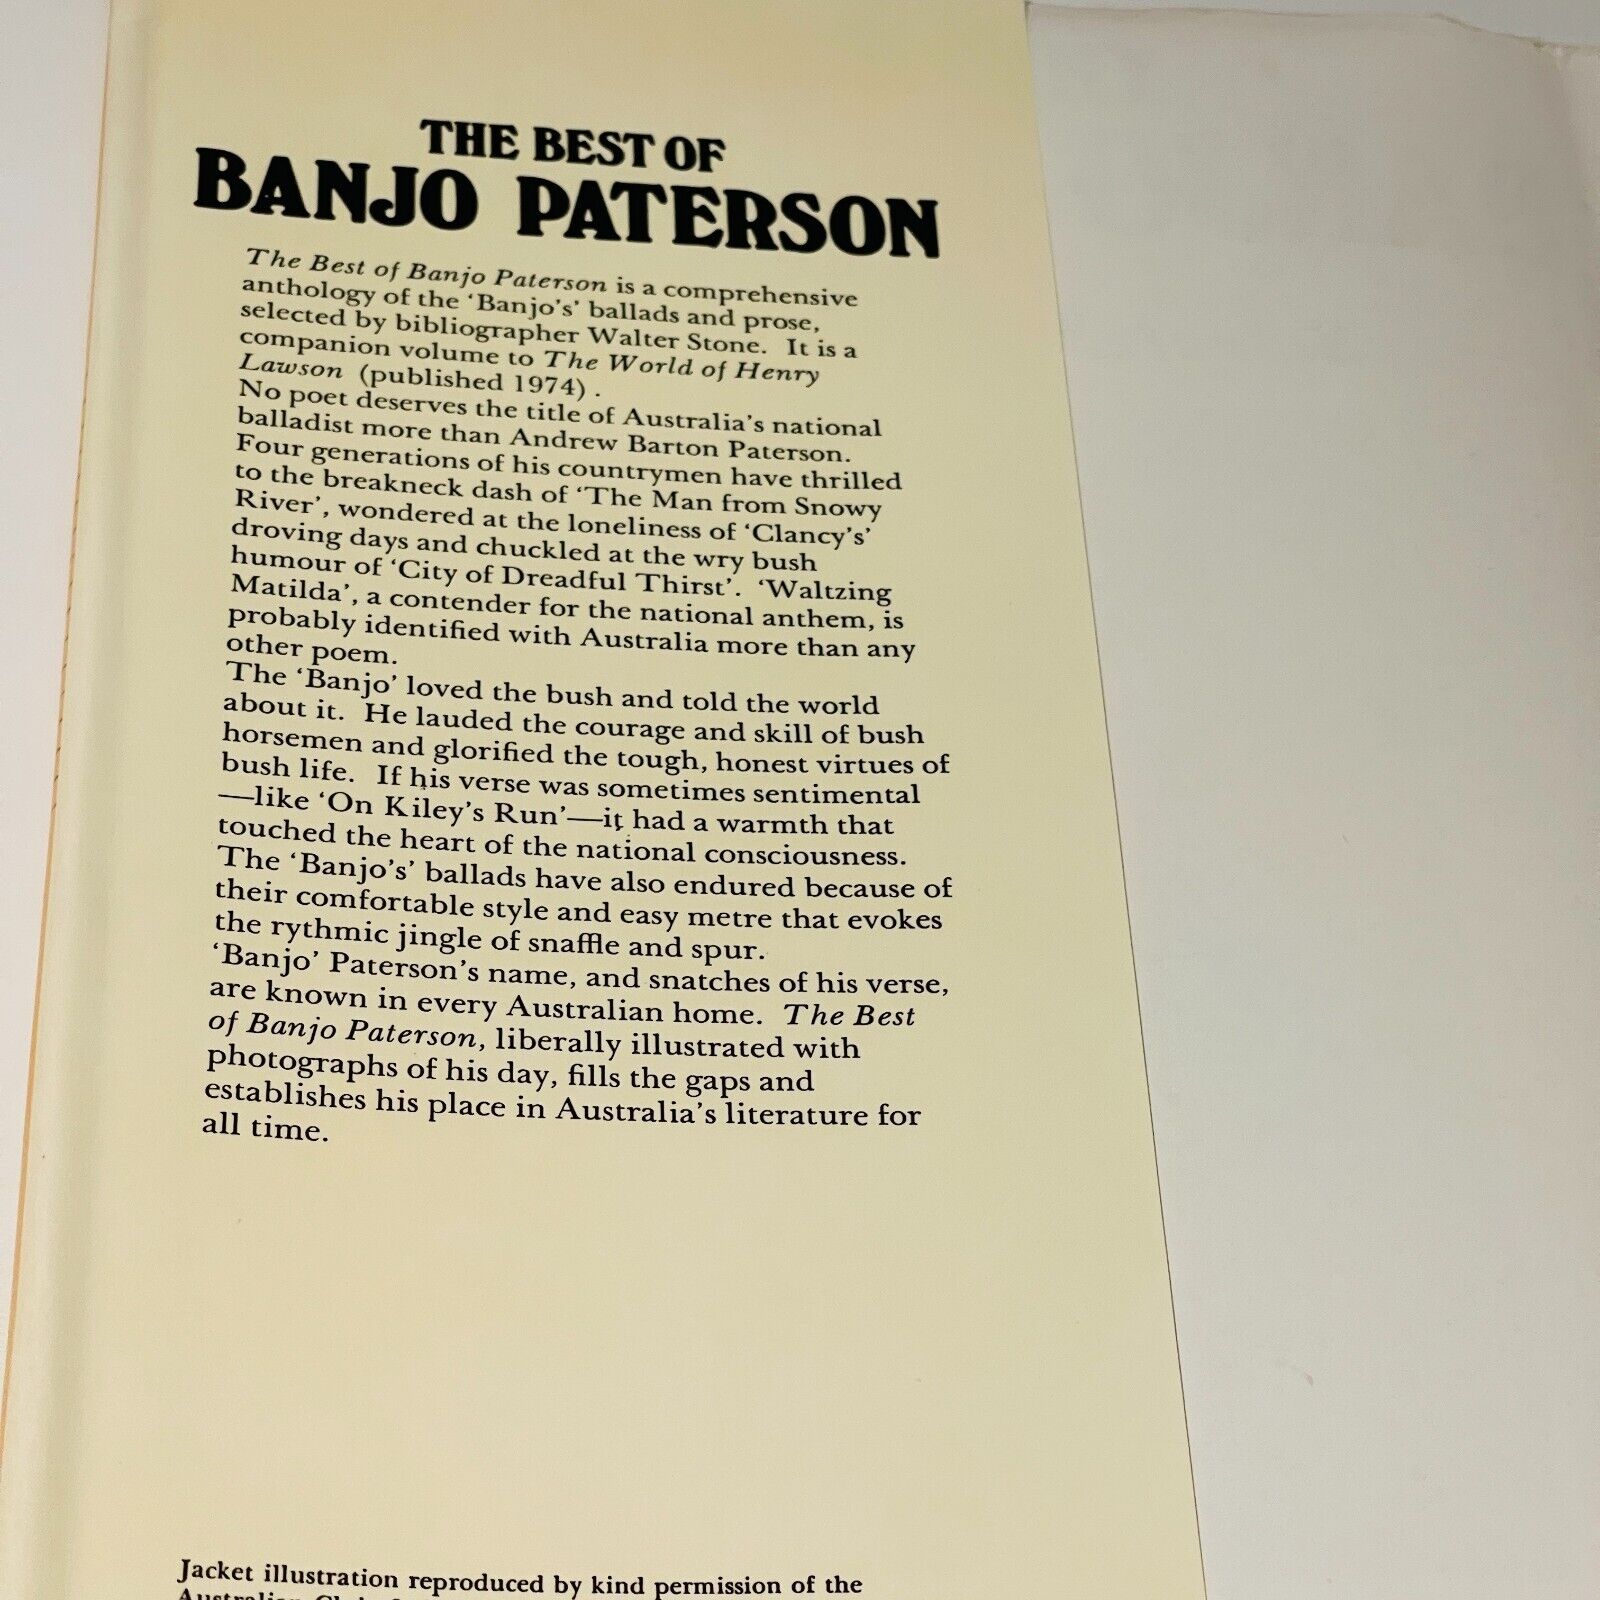 THE BEST OF
BANJO PATERSON
The Best of Banjo Paterson is a comprehensive
anthology of the ‘Banjo’s’ ballads and prose,
selected by bibliographer Walter Stone. It is a
companion volume to The World of Henry
Lawson (published 1974) .
No poet deserves the title of Australia’s national
balladist more than Andrew Barton Paterson.
Four generations of his countrymen have thrilled
to the breakneck dash of ‘The Man from Snowy
River’, wondered at the loneliness of ‘Clancy’s’
droving days and chuckled at the wry bush
humour of ‘City of Dreadful Thirst’. ‘Waltzing
Matilda’, a contender for the national anthem, is
probably identified with Australia more than any
other poem.
The ‘Banjo’ loved the bush and told the world
about it. He lauded the courage and skill of bush
horsemen and glorified the tough, honest virtues of
bush life. If his verse was sometimes sentimental
—like ‘On Kiley’s Run’—it had a warmth that
touched the heart of the national consciousness.
The ‘Banjo’s’ ballads have also endured because of
their comfortable style and easy metre that evokes
the rythmic jingle of snaffle and spur.
‘Banjo’ Paterson’s name, and snatches of his verse,
are known in every Australian home. The Best
of Banjo Paterson, liberally illustrated with
photographs of his day, fills the gaps and
establishes his place in Australia’s literature for
all time.
Jacket illustration reproduced by kind permission of the
Australian